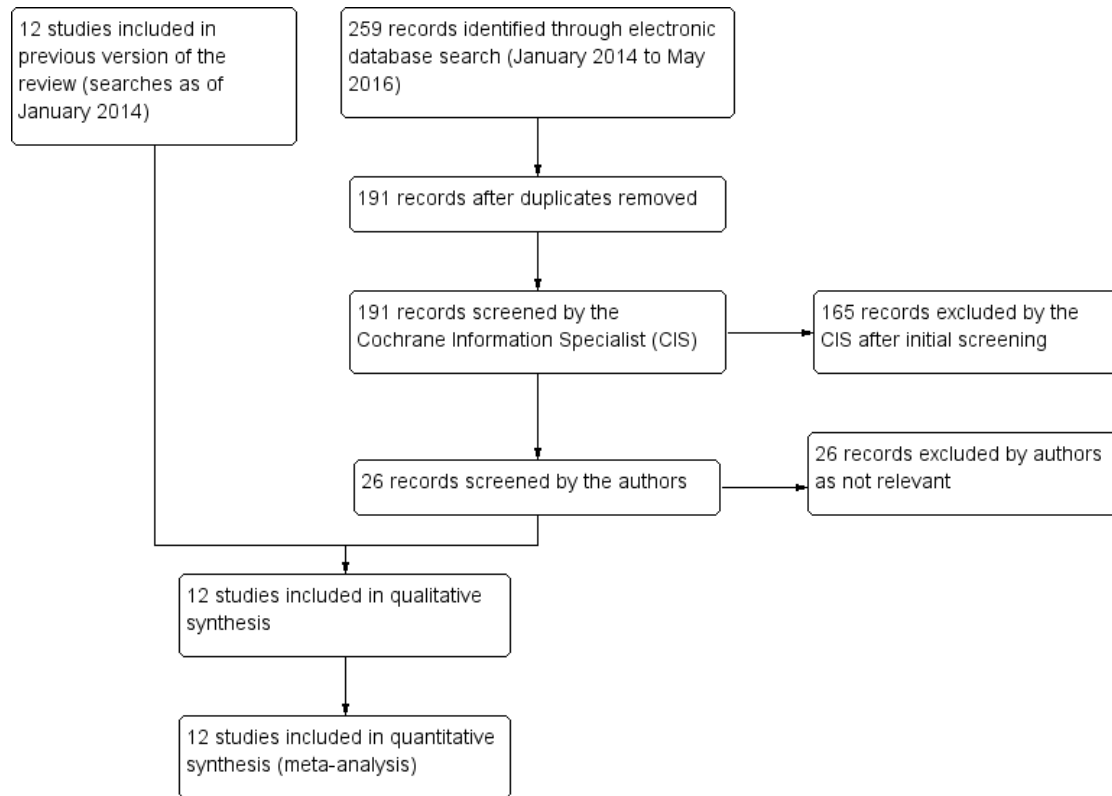 12 studies included in
previous version of the
review (searches as of
January 2014)
259 records identified through electronic
database search (January 2014 to May
2016)
191 records after duplicates removed
191 records screened by the
Cochrane Information Specialist (CIS)
165 records excluded by the
CIS after initial screening
26 records screened by the authors
26 records excluded by authors
as not relevant
12 studies included in qualitative
synthesis
12 studies included in quantitative
synthesis (meta-analysis)